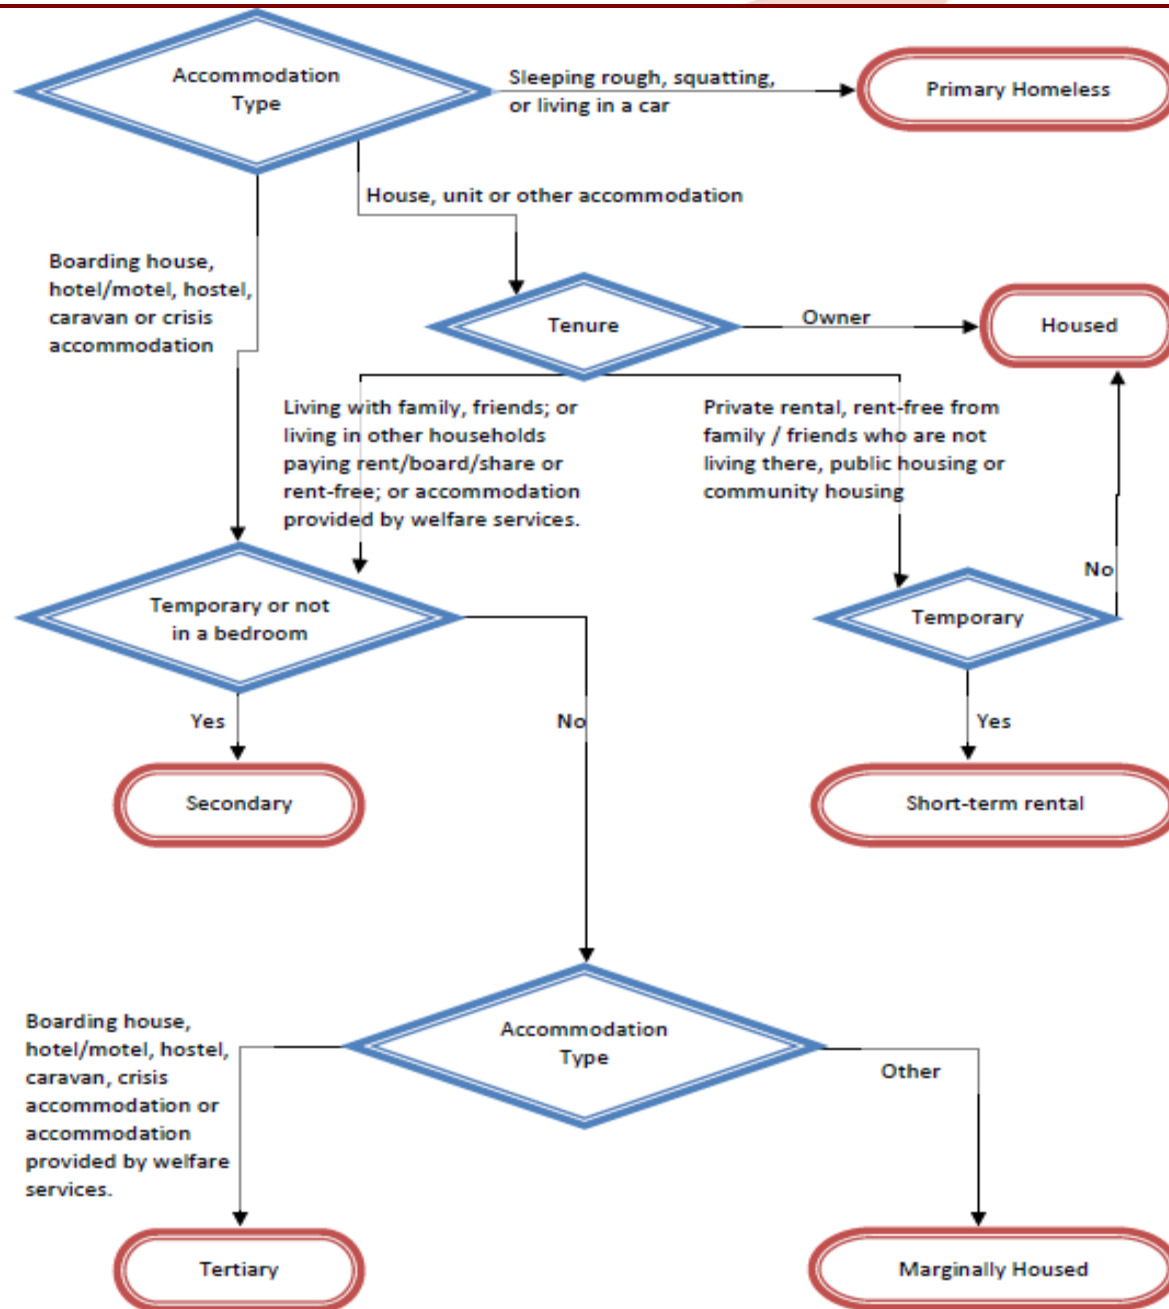 Accommodation
Type
Sleeping rough, squatting,
or living in a car
Primary Homeless
House, unit or other accommodation
Boarding house,
hotel/motel, hostel,
caravan or crisis
accommodation
Tenure
Owner
Housed
Living with family, friends; or
living in other households
paying rent/board/share or
rent-free; or accommodation
provided by welfare services.
Private rental, rent-free from
family / friends who are not
living there, public housing or
community housing
Temporary or not
in a bedroom
No
Temporary
Yes
No
Yes
Secondary
Short-term rental
Accommodation
Type
Boarding house,
hotel/motel, hostel,
caravan, crisis
accommodation or
accommodation
provided by welfare
services.
Other
Tertiary
Marginally Housed